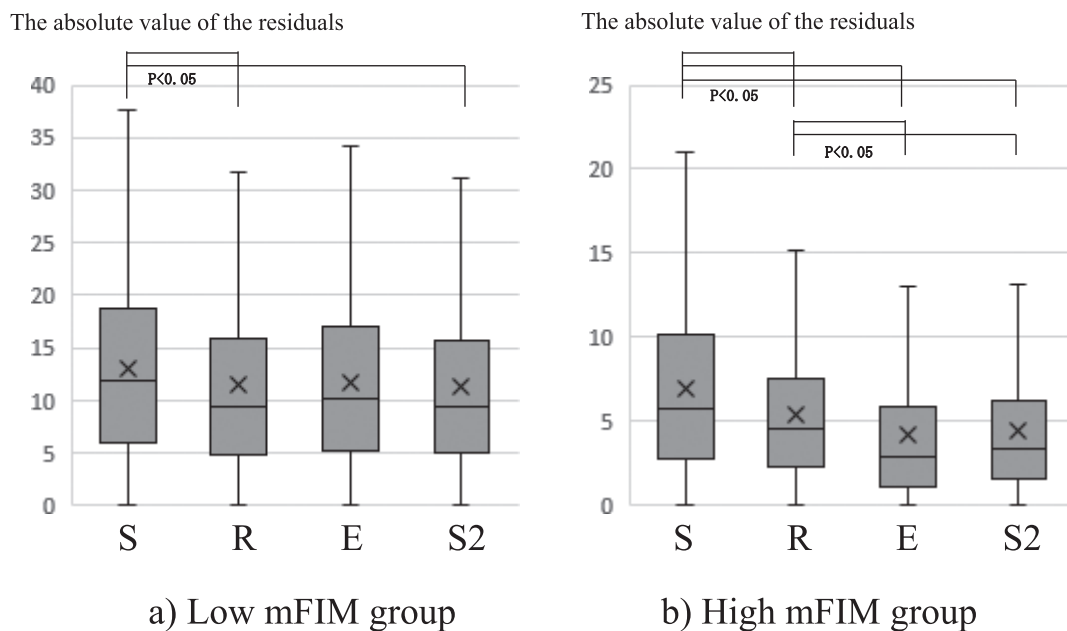 The absolute value of the residuals
P<0.05
40
35
30
25
20
15
10
5
0
S R E S2
a) Low mFIM group
The absolute value of the residuals
P<0.05
P<0.05
25
20
15
10
5
0
S R E S2
b) High mFIM group